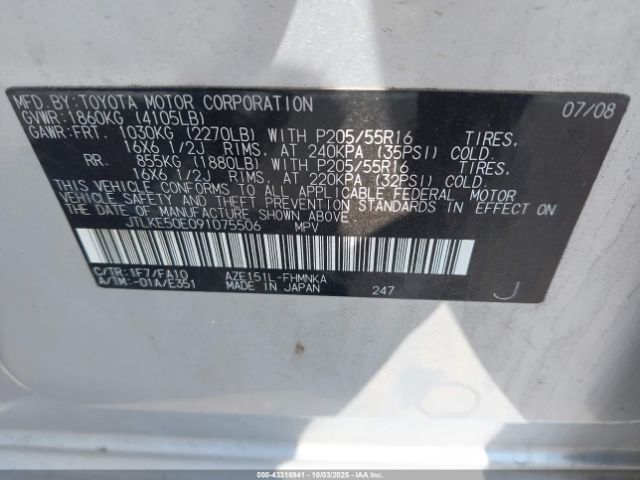 MFD.BY:TOYOTA MOTOR CORPORATION 07/08
GVWR:1860KG (4105LB)
GAWR:FRT. 1030KG (2270LB) WITH P205/55R16 TIRES.
16X6 1/2J RIMS, AT 240KPA (35PSI) COLD.
RR. 855KG (1880LB) WITH P205/55R16 TIRES.
16X6 1/2J RIMS, AT 220KPA (32PSI) COLD.
THIS VEHICLE CONFORMS TO ALL APPLICABLE FEDERAL MOTOR
VEHICLE SAFETY AND THEFT PREVENTION STANDARDS IN EFFECT ON
THE DATE OF MANUFACTURE SHOWN ABOVE.
JTLKE50E091075506 MPV
C/TR:1F7/FA10 AZE151L-FHMNKA
A/TM:-01A/E351 MADE IN JAPAN 247 J
000-43316941 - 10/03/2025 - www.iaai.com